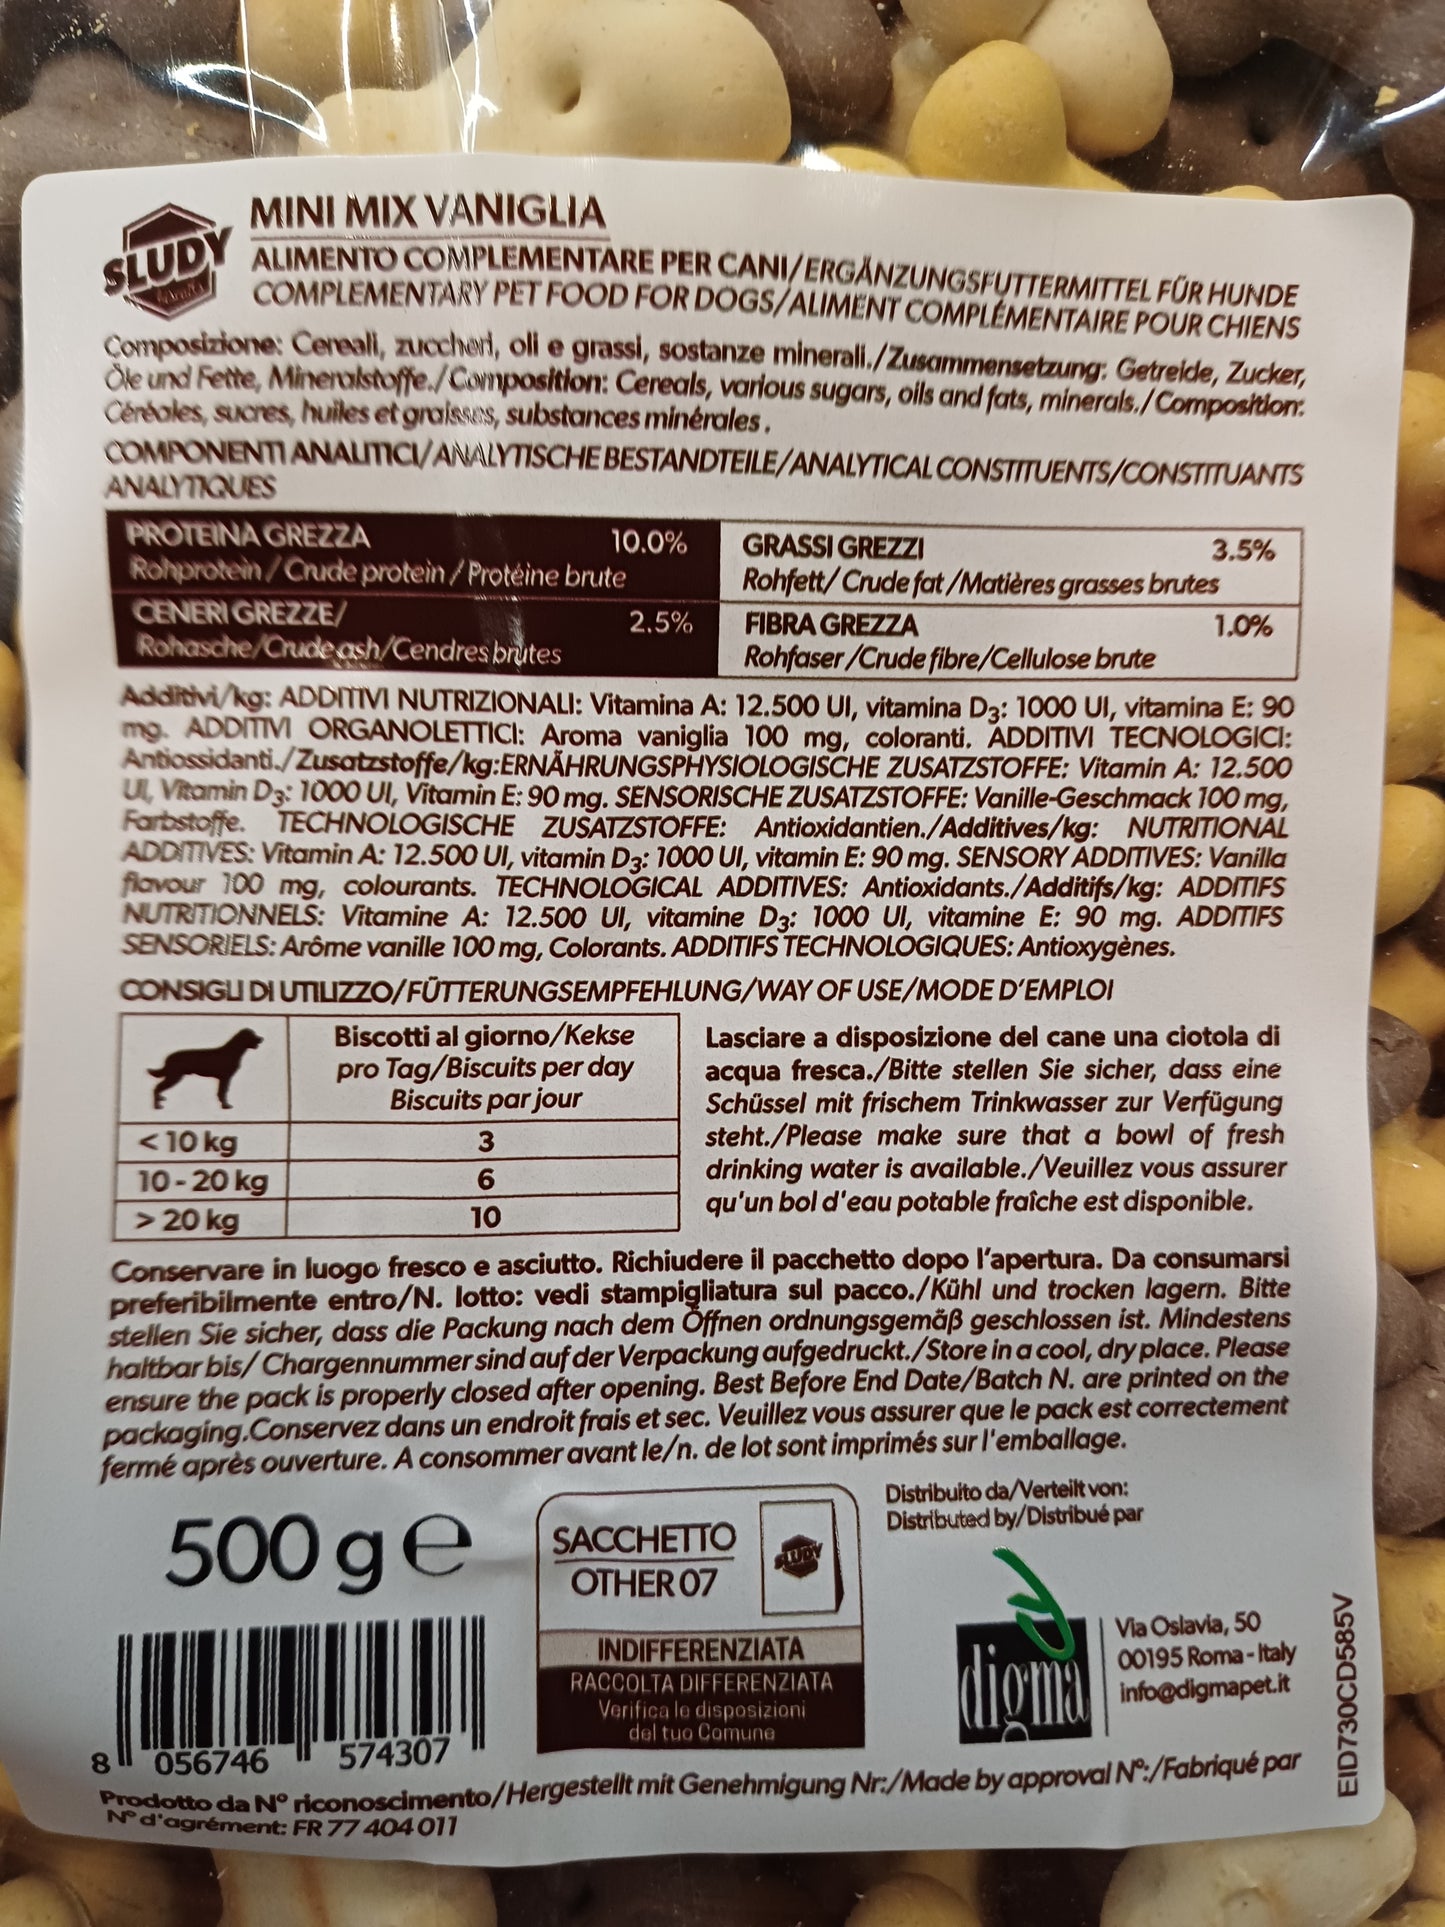 SLUDY
MINI MIX VANIGLIA
ALIMENTO COMPLEMENTARE PER CANI/ERGÄNZUNGSFUTTERMITTEL FÜR HUNDE
COMPLEMENTARY PET FOOD FOR DOGS/ALIMENT COMPLÉMENTAIRE POUR CHIENS
Composizione: Cereali, zuccheri, oli e grassi, sostanze minerali./Zusammensetzung: Getreide, Zucker,
Öle und Fette, Mineralstoffe./Composition: Cereals, various sugars, oils and fats, minerals./Composition:
Céréales, sucres, huiles et graisses, substances minérales.
COMPONENTI ANALITICI/ANALYTISCHE BESTANDTEILE/ANALYTICAL CONSTITUENTS/CONSTITUANTS
ANALYTIQUES
PROTEINA GREZZA 10.0%
Rohprotein/Crude protein/Protéine brute
GRASSI GREZZI 3.5%
Rohfett/Crude fat/Matières grasses brutes
CENERI GREZZE/ 2.5%
Rohasche/Crude ash/Cendres brutes
FIBRA GREZZA 1.0%
Rohfaser/Crude fibre/Cellulose brute
Additivi/kg: ADDITIVI NUTRIZIONALI: Vitamina A: 12.500 UI, vitamina D3: 1000 UI, vitamina E: 90
mg. ADDITIVI ORGANOLETTICI: Aroma vaniglia 100 mg, coloranti. ADDITIVI TECNOLOGICI:
Antiossidanti./Zusatzstoffe/kg:ERNÄHRUNGSPHYSIOLOGISCHE ZUSATZSTOFFE: Vitamin A: 12.500
UI, Vitamin D3: 1000 UI, Vitamin E: 90 mg. SENSORISCHE ZUSATZSTOFFE: Vanille-Geschmack 100 mg,
Farbstoffe. TECHNOLOGISCHE ZUSATZSTOFFE: Antioxidantien./Additives/kg: NUTRITIONAL
ADDITIVES: Vitamin A: 12.500 UI, vitamin D3: 1000 UI, vitamin E: 90 mg. SENSORY ADDITIVES: Vanilla
flavour 100 mg, colourants. TECHNOLOGICAL ADDITIVES: Antioxidants./Additifs/kg: ADDITIFS
NUTRITIONNELS: Vitamine A: 12.500 UI, vitamine D3: 1000 UI, vitamine E: 90 mg. ADDITIFS
SENSORIELS: Arôme vanille 100 mg, Colorants. ADDITIFS TECHNOLOGIQUES: Antioxygènes.
CONSIGLI DI UTILIZZO/FÜTTERUNGSEMPFEHLUNG/WAY OF USE/MODE D'EMPLOI
Biscotti al giorno/Kekse
pro Tag/Biscuits per day
Biscuits par jour
< 10 kg 3
10 - 20 kg 6
> 20 kg 10
Lasciare a disposizione del cane una ciotola di
acqua fresca./Bitte stellen Sie sicher, dass eine
Schüssel mit frischem Trinkwasser zur Verfügung
steht./Please make sure that a bowl of fresh
drinking water is available./Veuillez vous assurer
qu'un bol d'eau potable fraîche est disponible.
Conservare in luogo fresco e asciutto. Richiudere il pacchetto dopo l'apertura. Da consumarsi
preferibilmente entro/N. lotto: vedi stampigliatura sul pacco./Kühl und trocken lagern. Bitte
stellen Sie sicher, dass die Packung nach dem Öffnen ordnungsgemäß geschlossen ist. Mindestens
haltbar bis/ Chargennummer sind auf der Verpackung aufgedruckt./Store in a cool, dry place. Please
ensure the pack is properly closed after opening. Best Before End Date/Batch N. are printed on the
packaging.Conservez dans un endroit frais et sec. Veuillez vous assurer que le pack est correctement
fermé après ouverture. A consommer avant le/n. de lot sont imprimés sur l'emballage.
500 g e
SACCHETTO
OTHER 07
SLUDY
INDIFFERENZIATA
RACCOLTA DIFFERENZIATA
Verifica le disposizioni
del tuo Comune
Distribuito da/Verteilt von:
Distributed by/Distribué par
digma
Via Oslavia, 50
00195 Roma - Italy
info@digmapet.it
EID730CD585V
8 056746 574307
Prodotto da N° riconoscimento/Hergestellt mit Genehmigung Nr:/Made by approval N°:/Fabriqué par
N° d'agrément: FR 77 404 011